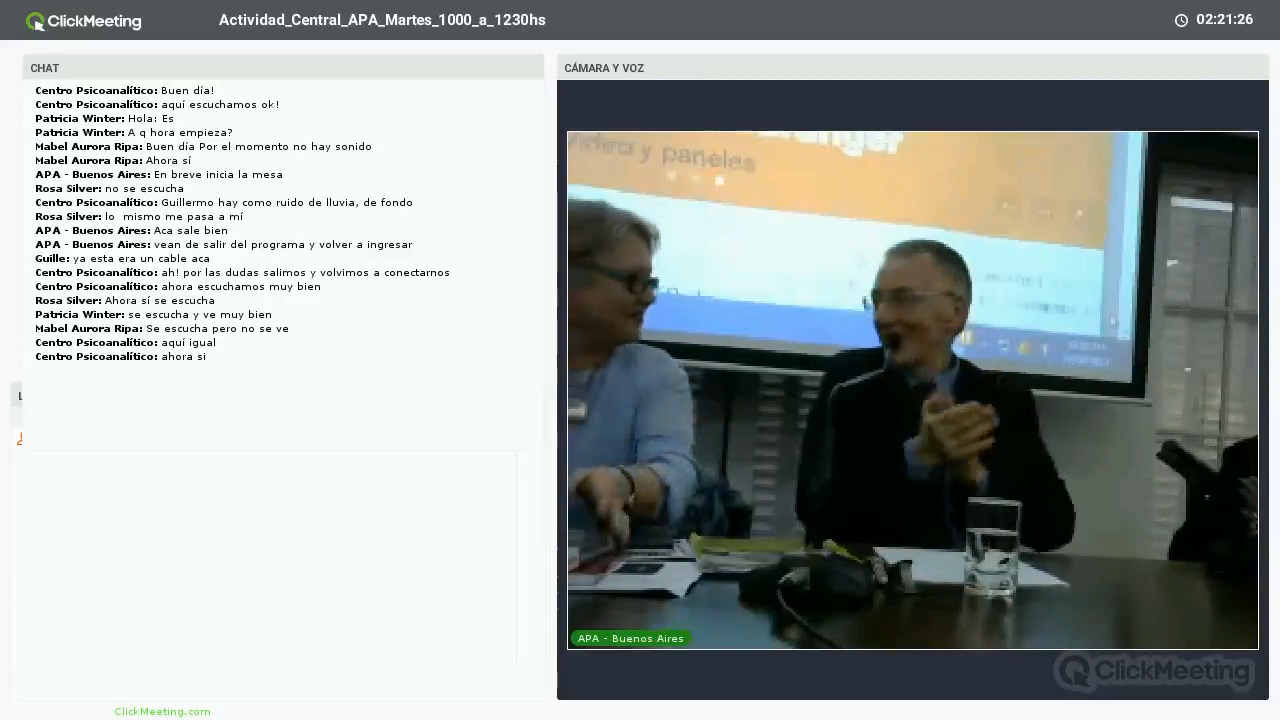 ClickMeeting
Actividad_Central_APA_Martes_1000_a_1230hs
02:21:26
CHAT
CÁMARA Y VOZ
Centro Psicoanalítico: Buen día!
Centro Psicoanalítico: aquí escuchamos ok!
Patricia Winter: Hola: Es
Patricia Winter: A q hora empieza?
Mabel Aurora Ripa: Buen día Por el momento no hay sonido
Mabel Aurora Ripa: Ahora sí
APA - Buenos Aires: En breve inicia la mesa
Rosa Silver: no se escucha
Centro Psicoanalítico: Guillermo hay como ruido de lluvia, de fondo
Rosa Silver: lo  mismo me pasa a mí
APA - Buenos Aires: Aca sale bien
APA - Buenos Aires: vean de salir del programa y volver a ingresar
Guille: ya esta era un cable aca
Centro Psicoanalítico: ah! por las dudas salimos y volvimos a conectarnos
Centro Psicoanalítico: ahora escuchamos muy bien
Rosa Silver: Ahora sí se escucha
Patricia Winter: se escucha y ve muy bien
Mabel Aurora Ripa: Se escucha pero no se ve
Centro Psicoanalítico: aquí igual
Centro Psicoanalítico: ahora si
Video y paneles
APA - Buenos Aires
ClickMeeting
ClickMeeting.com